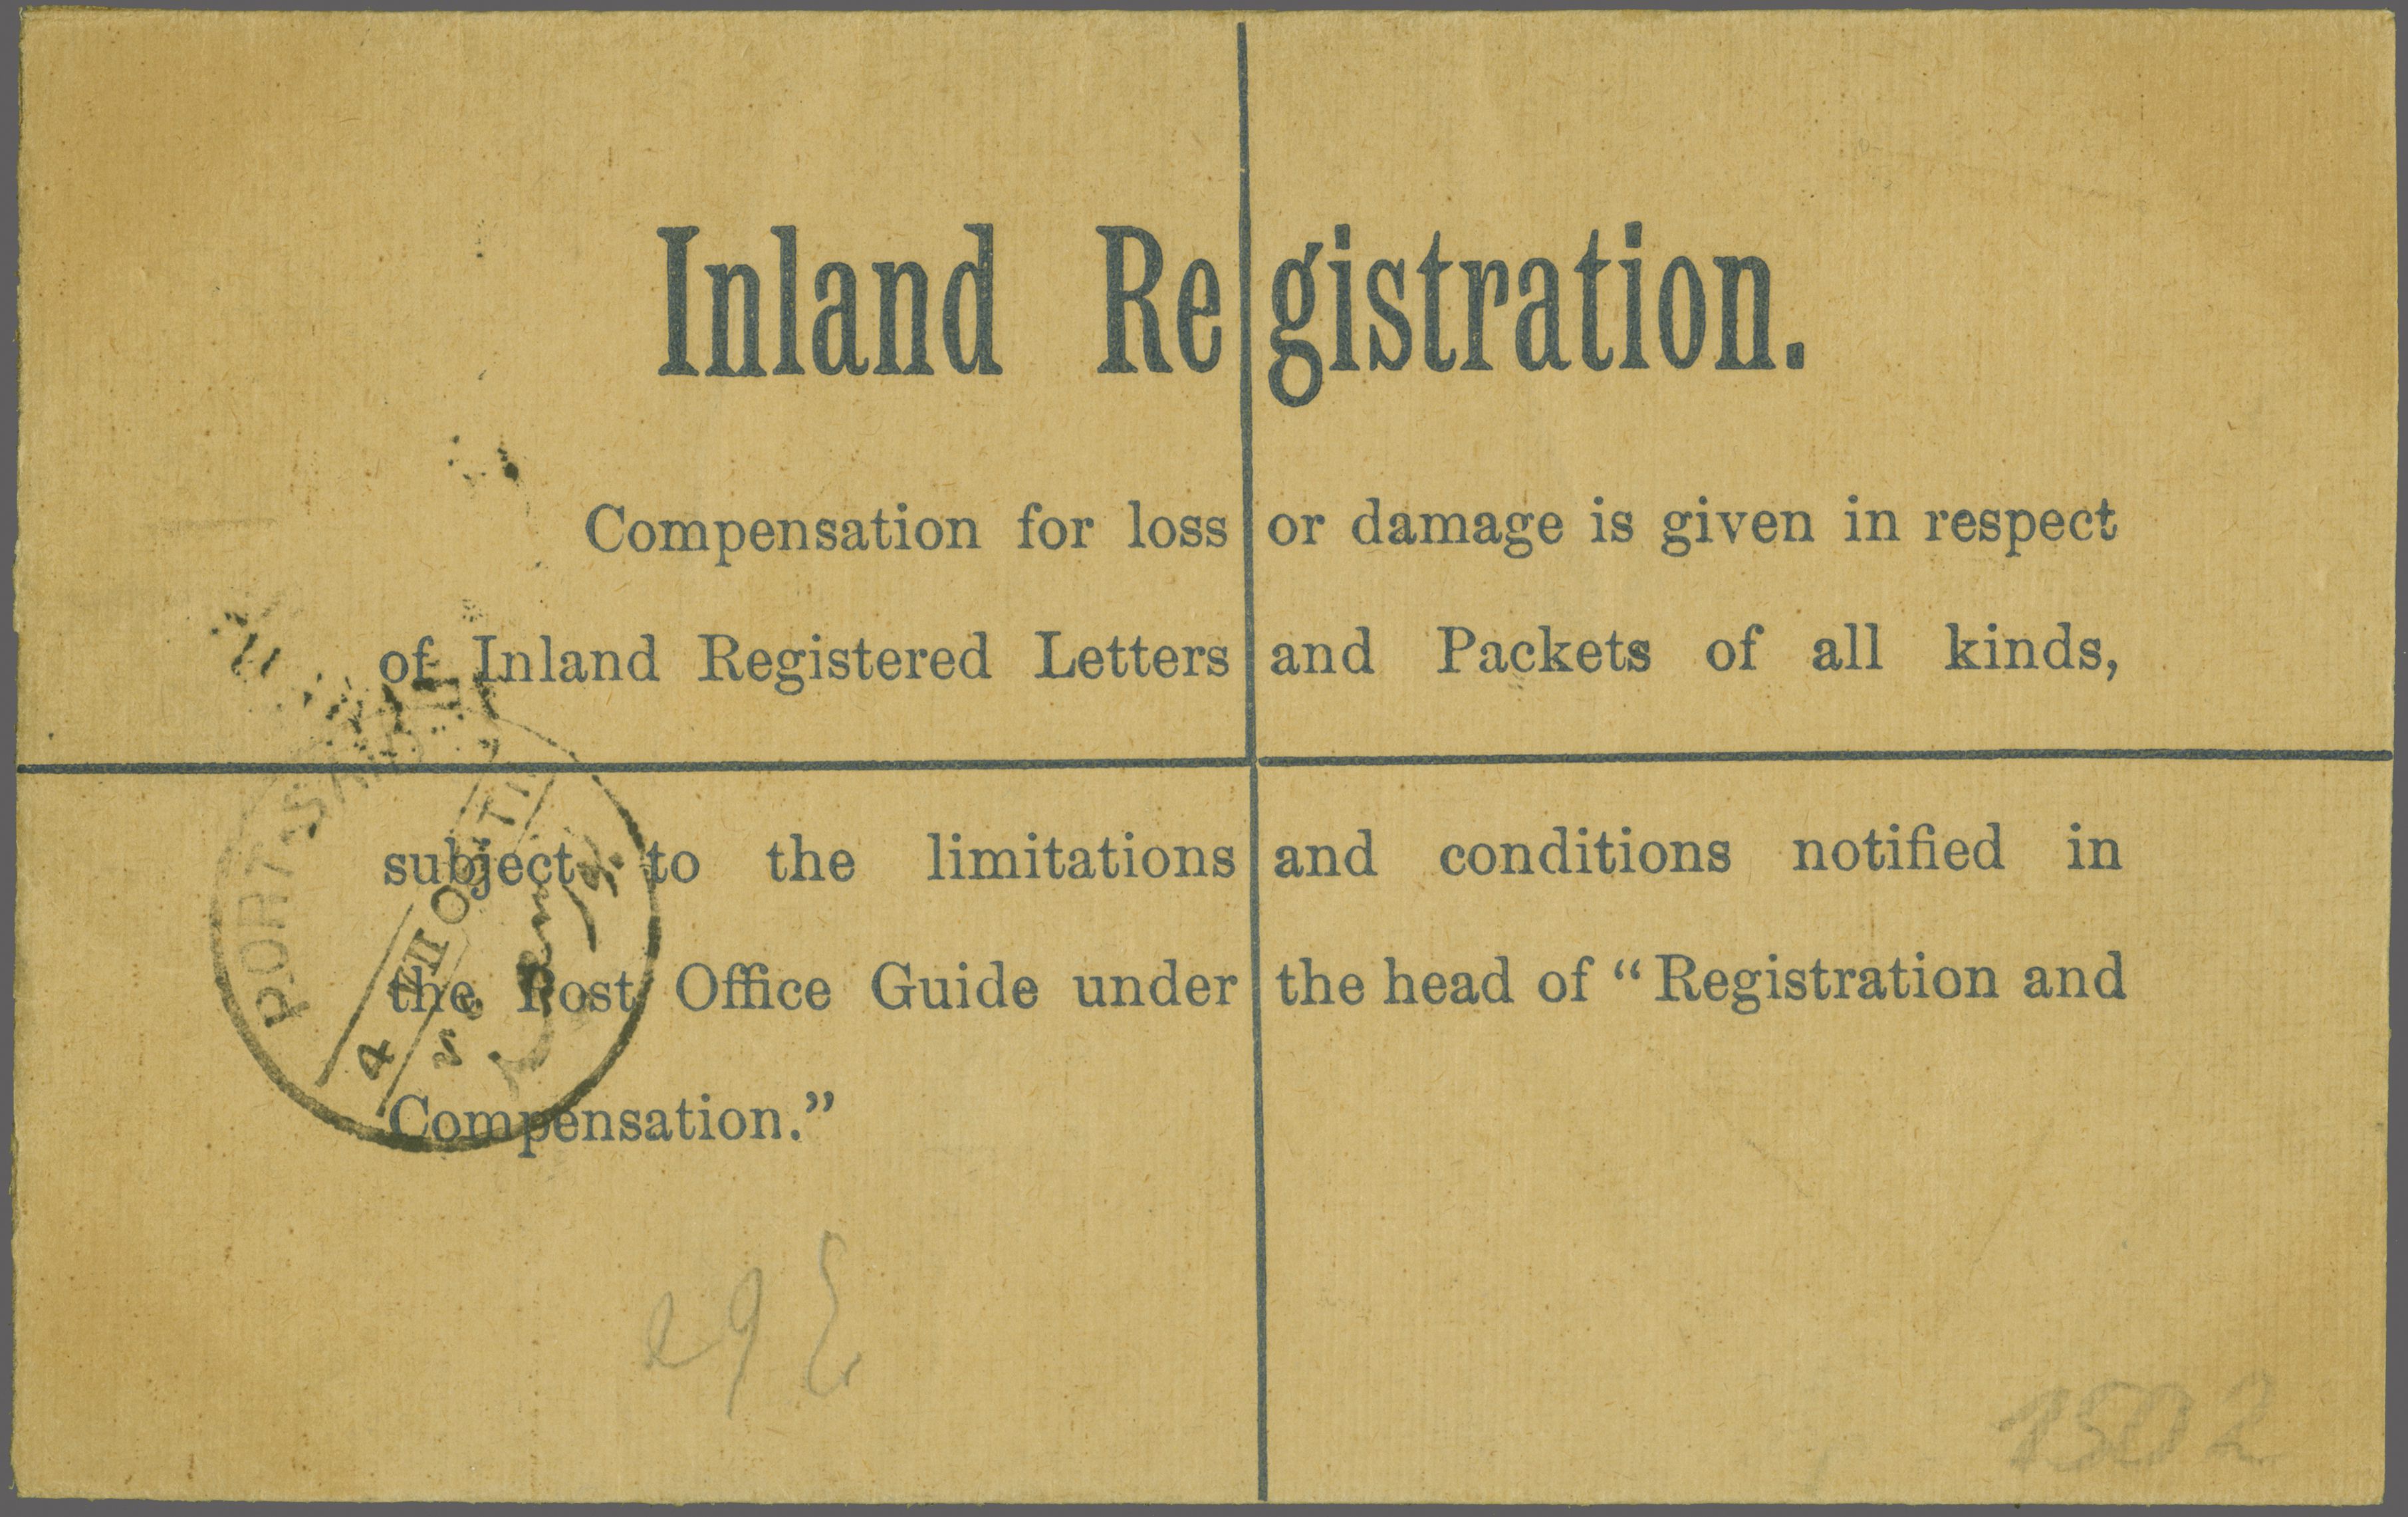 Inland Registration.
Compensation for loss or damage is given in respect
of Inland Registered Letters and Packets of all kinds,
subject to the limitations and conditions notified in
the Post Office Guide under the head of “Registration and
Compensation.”
PORT-SAID